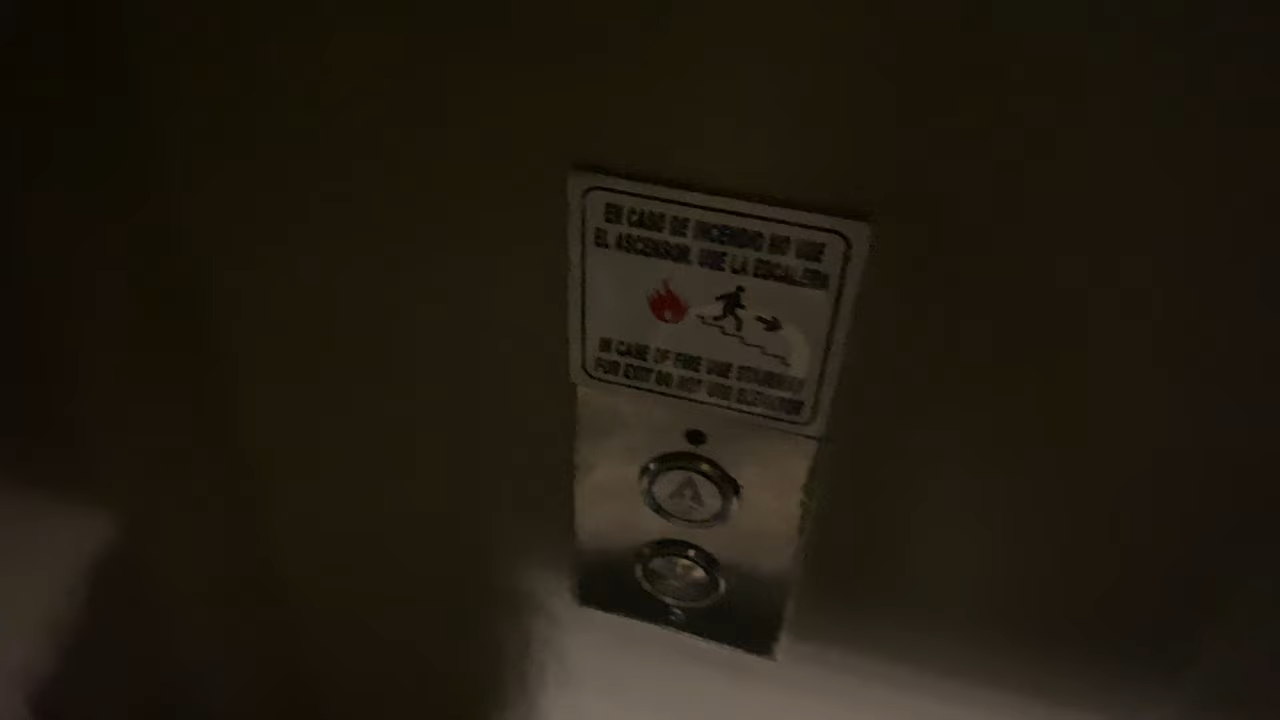 EN CASO DE INCENDIO NO USE
EL ASCENSOR. USE LA ESCALERA
IN CASE OF FIRE USE STAIRWAY
FOR EXIT DO NOT USE ELEVATOR